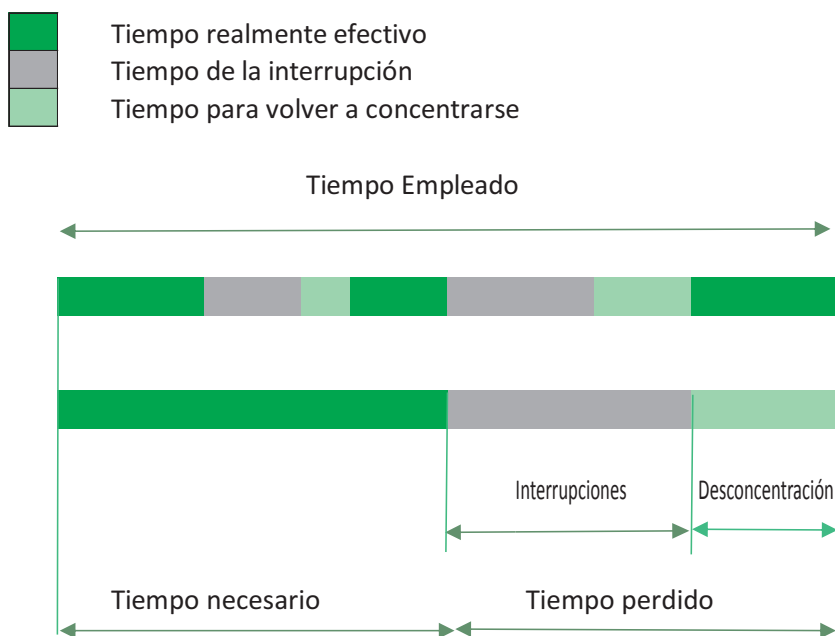 Tiempo realmente efectivo
Tiempo de la interrupción
Tiempo para volver a concentrarse
Tiempo Empleado
Interrupciones
Desconcentración
Tiempo necesario
Tiempo perdido